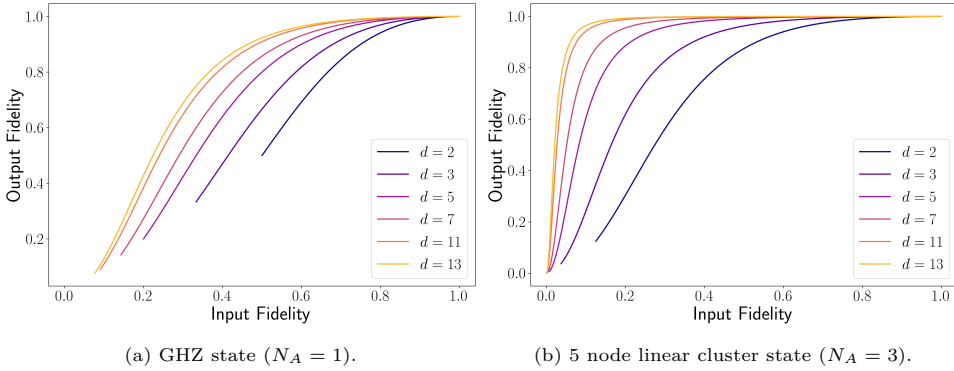 1.0
0.8
0.6
0.4
0.2
Output Fidelity
0.0 0.2 0.4 0.6 0.8 1.0
Input Fidelity
d = 2
d = 3
d = 5
d = 7
d = 11
d = 13
(a) GHZ state (N_A = 1).
1.0
0.8
0.6
0.4
0.2
0.0
Output Fidelity
0.0 0.2 0.4 0.6 0.8 1.0
Input Fidelity
d = 2
d = 3
d = 5
d = 7
d = 11
d = 13
(b) 5 node linear cluster state (N_A = 3).